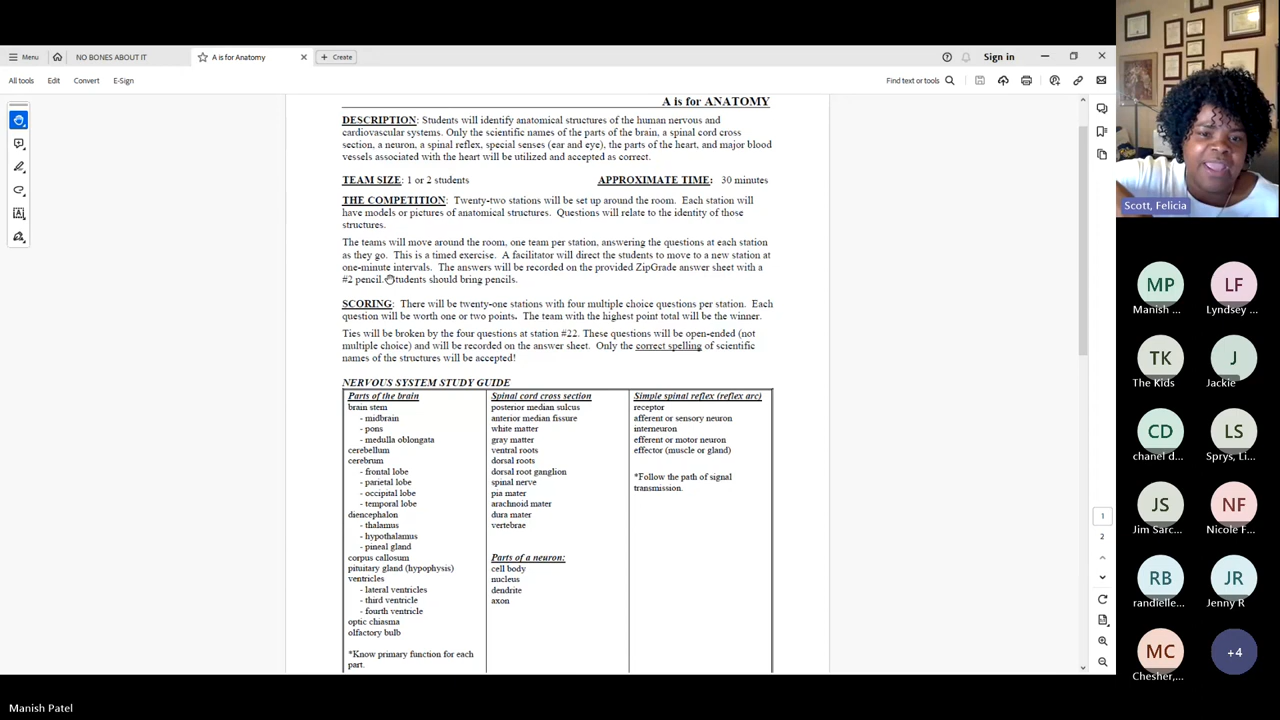 Menu
NO BONES ABOUT IT
A is for Anatomy
Create
Sign in
All tools
Edit
Convert
E-Sign
Find text or tools
A is for ANATOMY
DESCRIPTION: Students will identify anatomical structures of the human nervous and
cardiovascular systems. Only the scientific names of the parts of the brain, a spinal cord cross
section, a neuron, a spinal reflex, special senses (ear and eye), the parts of the heart, and major blood
vessels associated with the heart will be utilized and accepted as correct.
TEAM SIZE: 1 or 2 students
APPROXIMATE TIME: 30 minutes
THE COMPETITION: Twenty-two stations will be set up around the room. Each station will
have models or pictures of anatomical structures. Questions will relate to the identity of those
structures.
The teams will move around the room, one team per station, answering the questions at each station
as they go. This is a timed exercise. A facilitator will direct the students to move to a new station at
one-minute intervals. The answers will be recorded on the provided ZipGrade answer sheet with a
#2 pencil. Students should bring pencils.
SCORING: There will be twenty-one stations with four multiple choice questions per station. Each
question will be worth one or two points. The team with the highest point total will be the winner.
Ties will be broken by the four questions at station #22. These questions will be open-ended (not
multiple choice) and will be recorded on the answer sheet. Only the correct spelling of scientific
names of the structures will be accepted!
NERVOUS SYSTEM STUDY GUIDE
Parts of the brain
brain stem
- midbrain
- pons
- medulla oblongata
cerebellum
cerebrum
- frontal lobe
- parietal lobe
- occipital lobe
- temporal lobe
diencephalon
- thalamus
- hypothalamus
- pineal gland
corpus callosum
pituitary gland (hypophysis)
ventricles
- lateral ventricles
- third ventricle
- fourth ventricle
optic chiasma
olfactory bulb
*Know primary function for each
part.
Spinal cord cross section
posterior median sulcus
anterior median fissure
white matter
gray matter
ventral roots
dorsal roots
dorsal root ganglion
spinal nerve
pia mater
arachnoid mater
dura mater
vertebrae
Parts of a neuron:
cell body
nucleus
dendrite
axon
Simple spinal reflex (reflex arc)
receptor
afferent or sensory neuron
interneuron
efferent or motor neuron
effector (muscle or gland)
*Follow the path of signal
transmission.
1
2
Scott, Felicia
MP
Manish ...
LF
Lyndsey ...
TK
The Kids
J
Jackie
CD
chanel d...
LS
Sprys, Li...
JS
Jim Sarc...
NF
Nicole F...
RB
randielle...
JR
Jenny R
MC
Chesher,...
+4
Manish Patel